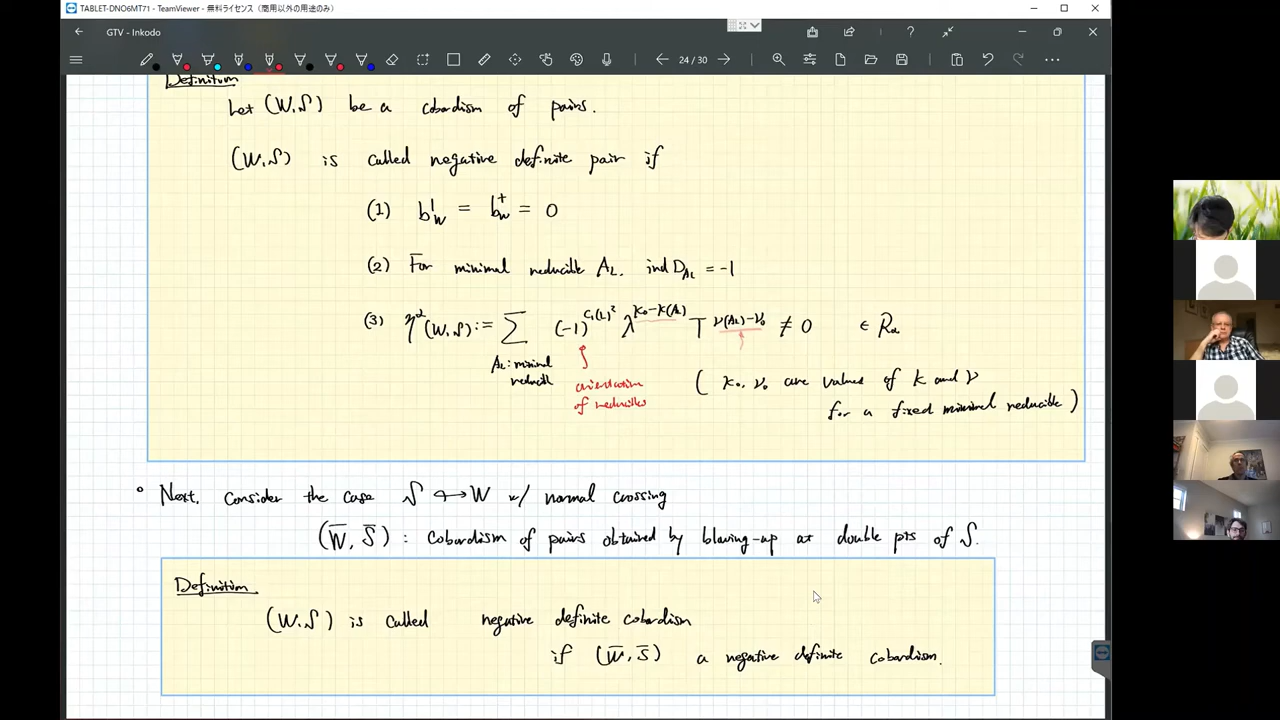 TABLET-DNO6MT71 - TeamViewer - 無料ライセンス (商用以外の用途のみ)
GTV - Inkodo
24 / 30
Definition
Let (W, S) be a cobordism of pairs.
(W, S) is called negative definite pair if
(1) b¹_W = b⁺_W = 0
(2) For minimal reducible A_L, ind D_{A_L} = -1
(3) η^α(W, S) := Σ (-1)^{c₁(L)²} λ^{κ₀-κ(A_L)} T^{ν(A_L)-ν₀} ≠ 0 ∈ R_α
A_L: minimal
reducible
orientation
of reducibles
( κ₀, ν₀ are values of κ and ν
for a fixed minimal reducible )
• Next, consider the case S ↬ W w/ normal crossing
(W̄, S̄) : cobordism of pairs obtained by blowing-up at double pts of S.
Definition
(W, S) is called negative definite cobordism
if (W̄, S̄) a negative definite cobordism.